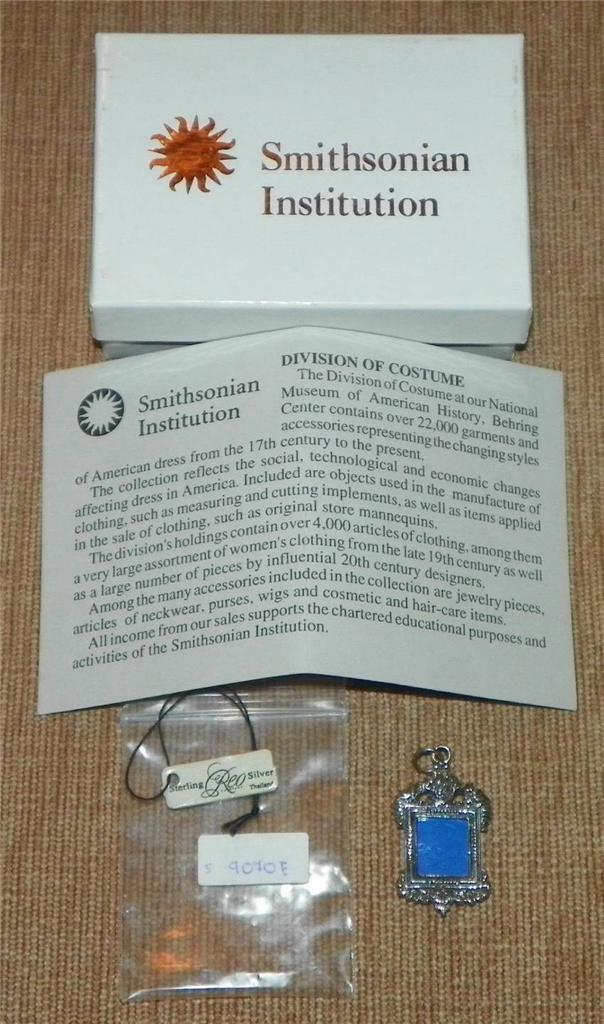 Smithsonian
Institution
Smithsonian
Institution
DIVISION OF COSTUME
The Division of Costume at our National
Museum of American History, Behring
Center contains over 22,000 garments and
accessories representing the changing styles
of American dress from the 17th century to the present.
The collection reflects the social, technological and economic changes
affecting dress in America. Included are objects used in the manufacture of
clothing, such as measuring and cutting implements, as well as items applied
in the sale of clothing, such as original store mannequins.
The division's holdings contain over 4,000 articles of clothing, among them
a very large assortment of women's clothing from the late 19th century as well
as a large number of pieces by influential 20th century designers.
Among the many accessories included in the collection are jewelry pieces,
articles of neckwear, purses, wigs and cosmetic and hair-care items.
All income from our sales supports the chartered educational purposes and
activities of the Smithsonian Institution.
Sterling Reo Silver
Thailand